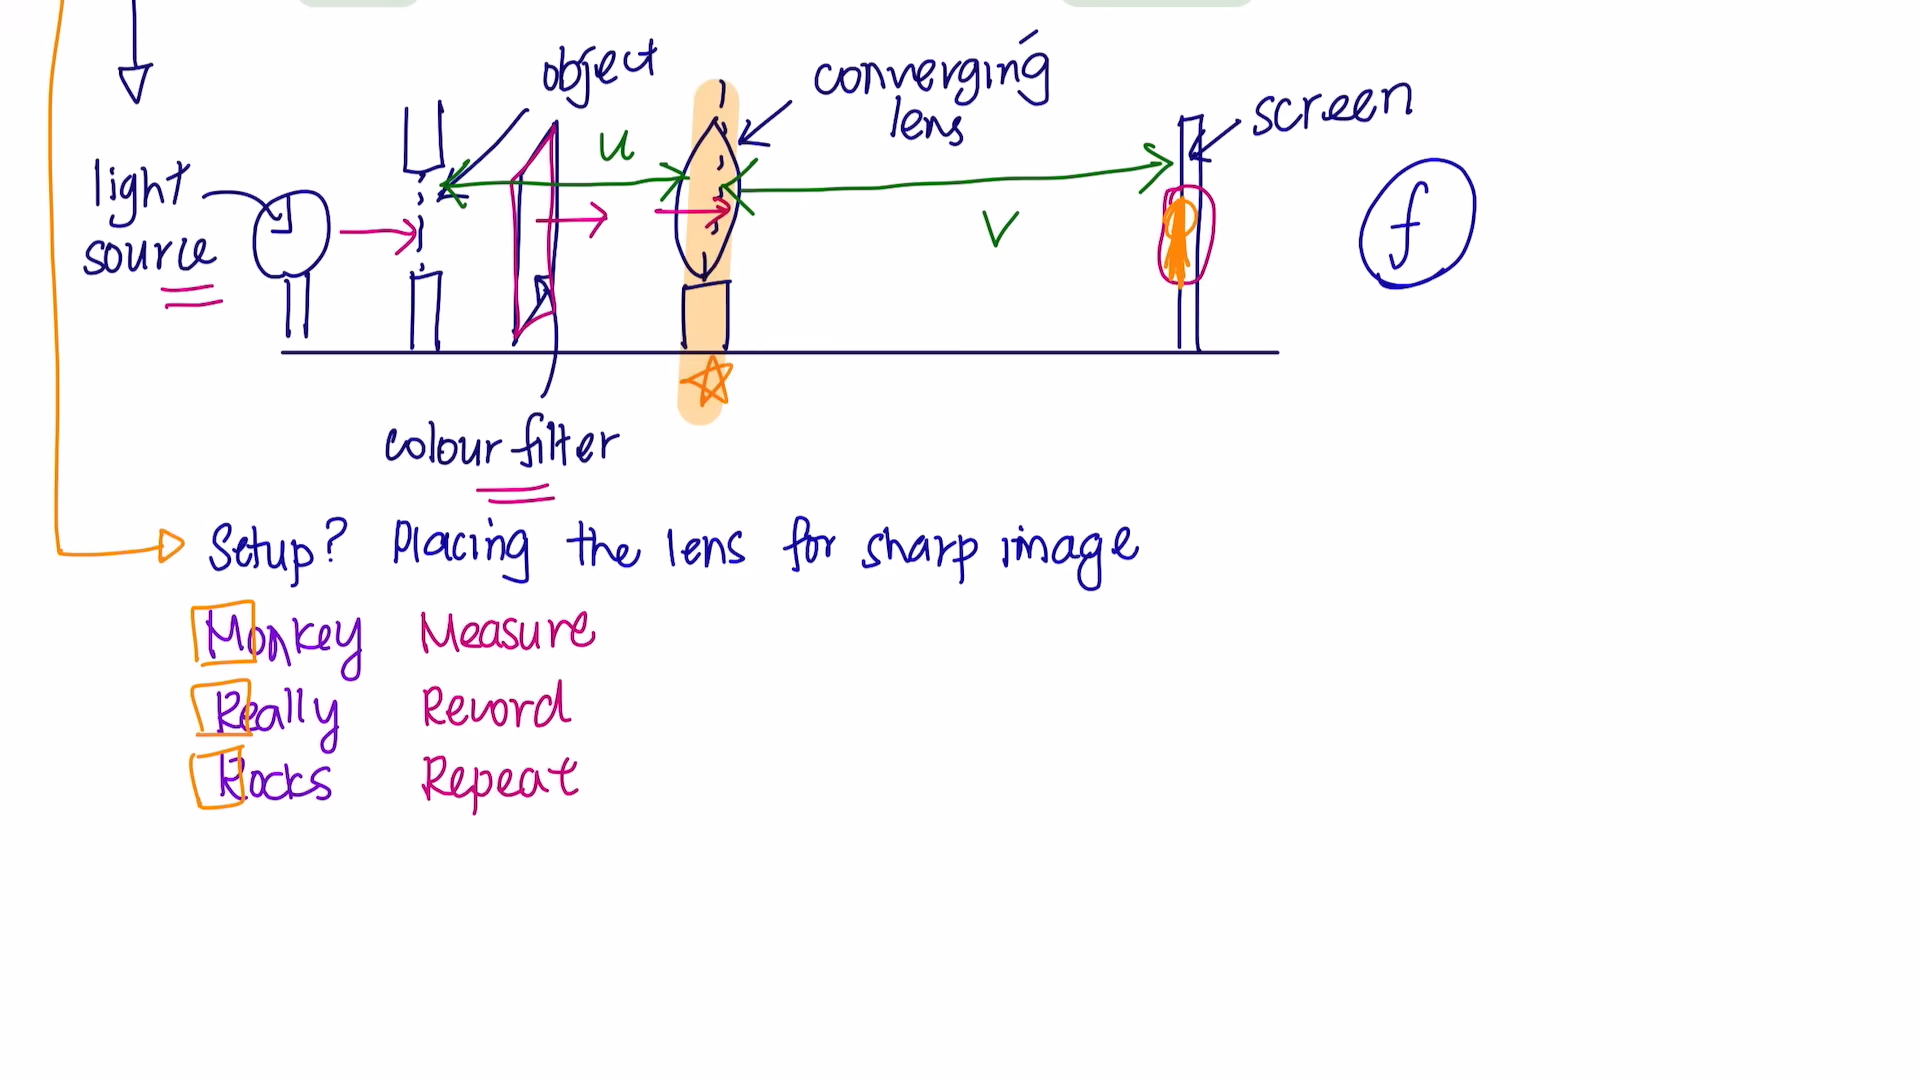 object
converging
lens
screen
light
source
u
v
f
colour filter
Setup? Placing the lens for sharp image
Monkey Measure
Really Record
Rocks Repeat